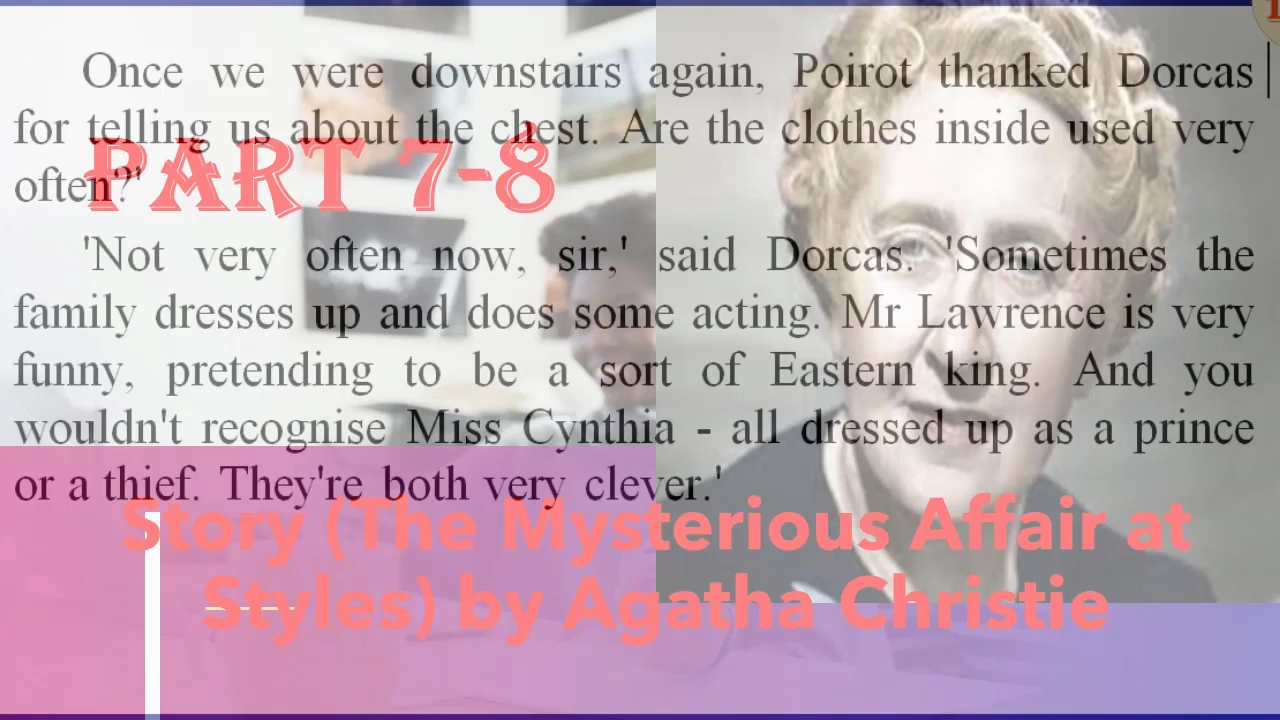 Once we were downstairs again, Poirot thanked Dorcas
for telling us about the chest. Are the clothes inside used very
often?'
PART 7-8
'Not very often now, sir,' said Dorcas. 'Sometimes the
family dresses up and does some acting. Mr Lawrence is very
funny, pretending to be a sort of Eastern king. And you
wouldn't recognise Miss Cynthia - all dressed up as a prince
or a thief. They're both very clever.'
Story (The Mysterious Affair at
Styles) by Agatha Christie